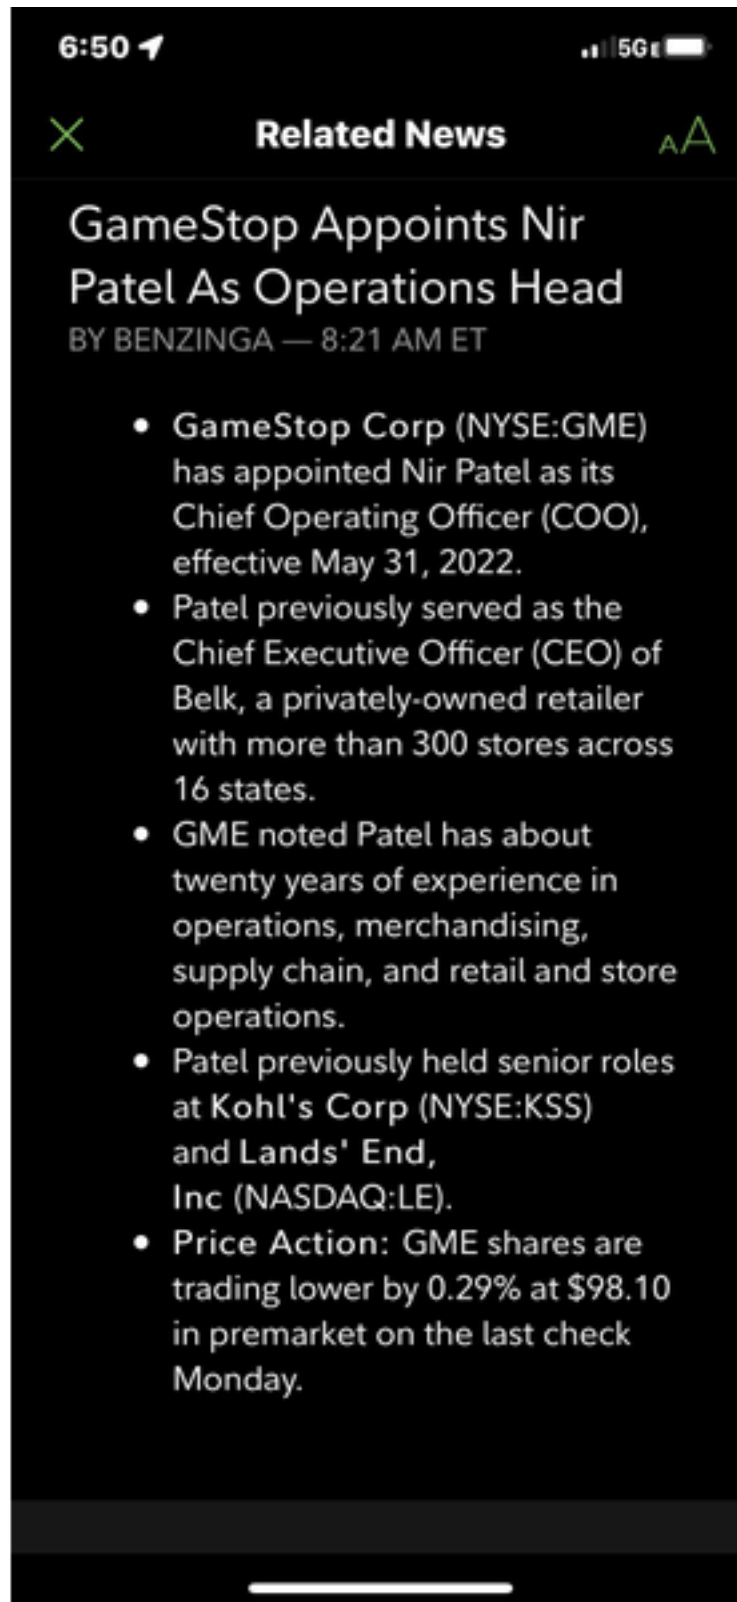 6:50
5GE
Related News
AA
GameStop Appoints Nir
Patel As Operations Head
BY BENZINGA — 8:21 AM ET
• GameStop Corp (NYSE:GME)
has appointed Nir Patel as its
Chief Operating Officer (COO),
effective May 31, 2022.
• Patel previously served as the
Chief Executive Officer (CEO) of
Belk, a privately-owned retailer
with more than 300 stores across
16 states.
• GME noted Patel has about
twenty years of experience in
operations, merchandising,
supply chain, and retail and store
operations.
• Patel previously held senior roles
at Kohl's Corp (NYSE:KSS)
and Lands' End,
Inc (NASDAQ:LE).
• Price Action: GME shares are
trading lower by 0.29% at $98.10
in premarket on the last check
Monday.